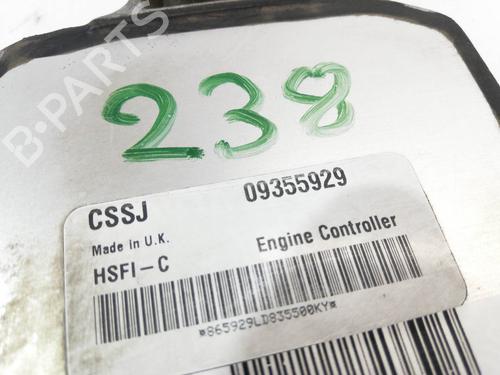 238
B-PARTS
CSSJ 09355929
Made in U.K. Engine Controller
HSFI-C
*865929LD835500KY*